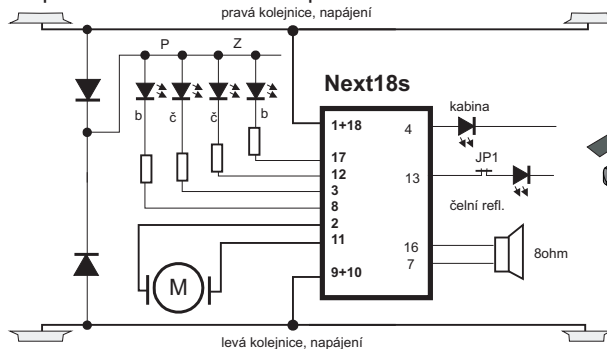 pravá kolejnice, napájení
P Z
Next18s
b č č b
1+18
17
12
3
8
2
11
9+10
4
13
16
7
kabina
JP1
čelní refl.
8ohm
M
levá kolejnice, napájení